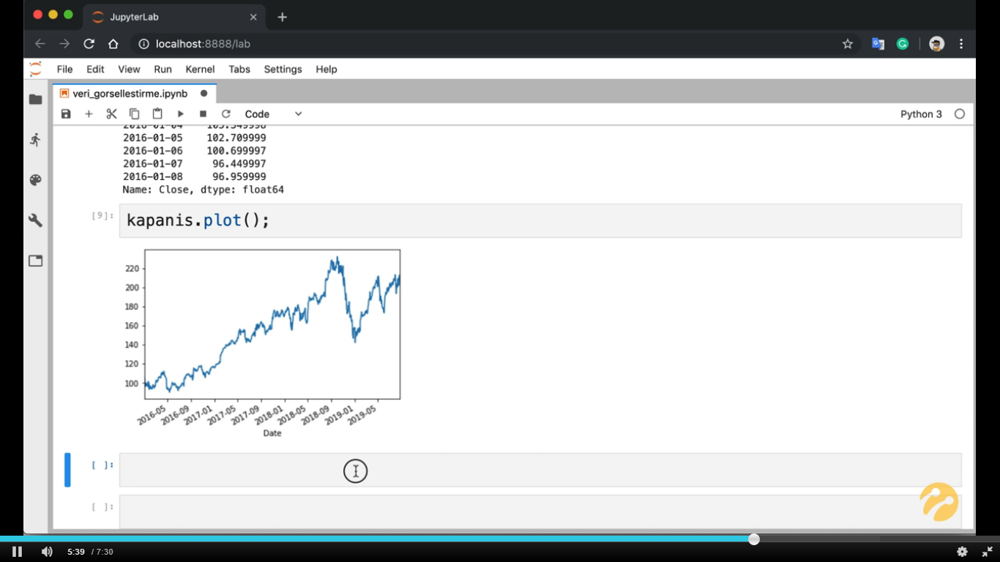 JupyterLab
localhost:8888/lab
File Edit View Run Kernel Tabs Settings Help
veri_gorsellestirme.ipynb
Code Python 3
2016-01-05 102.709999
2016-01-06 100.699997
2016-01-07 96.449997
2016-01-08 96.959999
Name: Close, dtype: float64
[9]: kapanis.plot();
220
200
180
160
140
120
100
2016-05 2016-09 2017-01 2017-05 2017-09 2018-01 2018-05 2018-09 2019-01 2019-05
Date
[ ]:
[ ]:
5:39 / 7:30